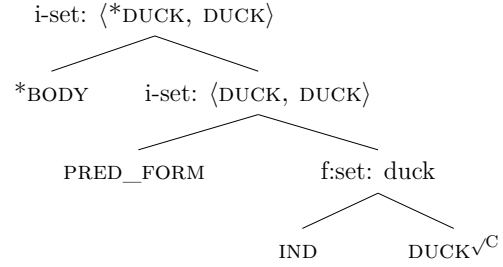 i-set: ⟨*DUCK, DUCK⟩
*BODY i-set: ⟨DUCK, DUCK⟩
PRED_FORM f:set: duck
IND DUCK√C